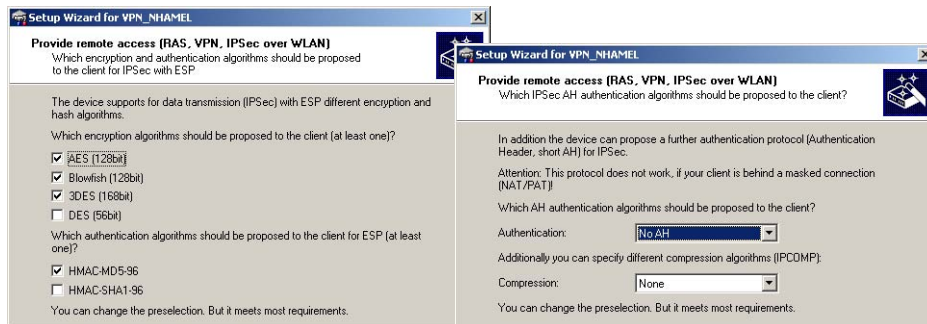 Setup Wizard for VPN_NHAMEL
Provide remote access (RAS, VPN, IPSec over WLAN)
Which encryption and authentication algorithms should be proposed
to the client for IPSec with ESP
The device supports for data transmission (IPSec) with ESP different encryption and
hash algorithms.
Which encryption algorithms should be proposed to the client (at least one)?
AES (128bit)
Blowfish (128bit)
3DES (168bit)
DES (56bit)
Which authentication algorithms should be proposed to the client for ESP (at least
one)?
HMAC-MD5-96
HMAC-SHA1-96
You can change the preselection. But it meets most requirements.
Setup Wizard for VPN_NHAMEL
Provide remote access (RAS, VPN, IPSec over WLAN)
Which IPSec AH authentication algorithms should be proposed to the client?
In addition the device can propose a further authentication protocol (Authentication
Header, short AH) for IPSec.
Attention: This protocol does not work, if your client is behind a masked connection
(NAT/PAT)!
Which AH authentication algorithms should be proposed to the client?
Authentication: No AH
Additionally you can specify different compression algorithms (IPCOMP):
Compression: None
You can change the preselection. But it meets most requirements.